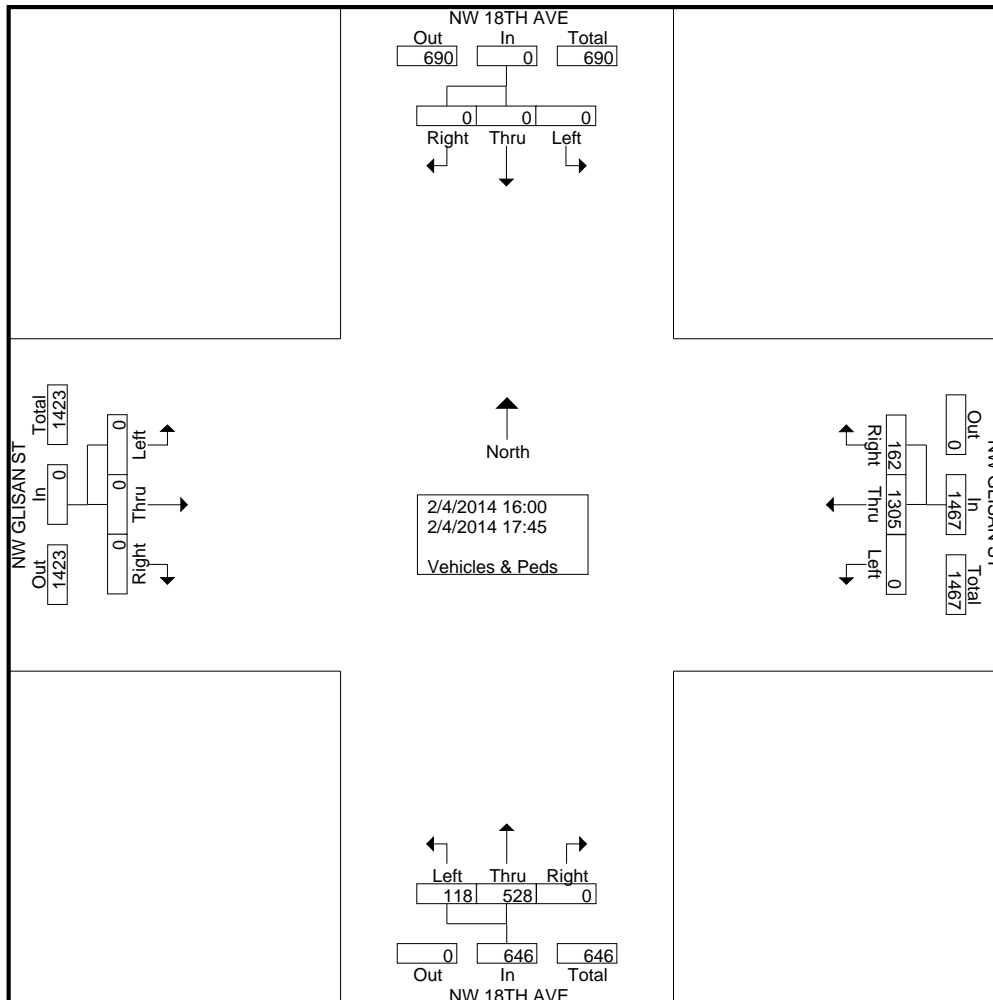 NW 18TH AVE
Out In Total
690 0 690
0 0 0
Right Thru Left
NW GLISAN ST
Total In Out
1423 0 1423
0 0 0
Left Thru Right
North
2/4/2014 16:00
2/4/2014 17:45
Vehicles & Peds
Right Thru Left
162 1305 0
0 1467 1467
Out In Total
NW GLISAN ST
Left Thru Right
118 528 0
0 646 646
Out In Total
NW 18TH AVE